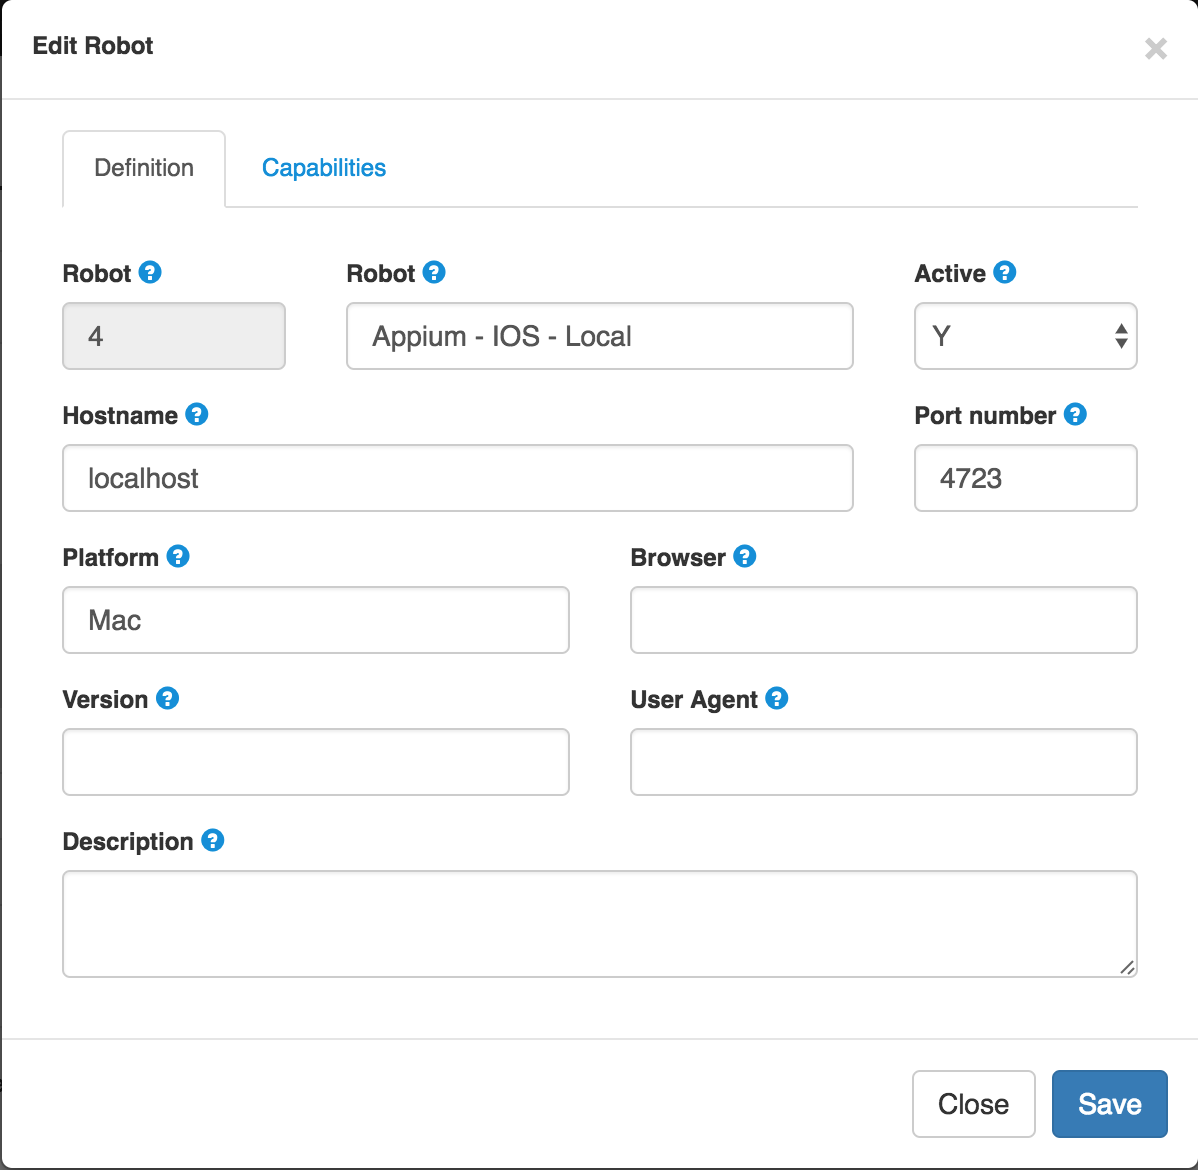 Edit Robot ×
Definition Capabilities
Robot ? Robot ? Active ?
4 Appium - IOS - Local Y
Hostname ? Port number ?
localhost 4723
Platform ? Browser ?
Mac
Version ? User Agent ?
Description ?
Close Save